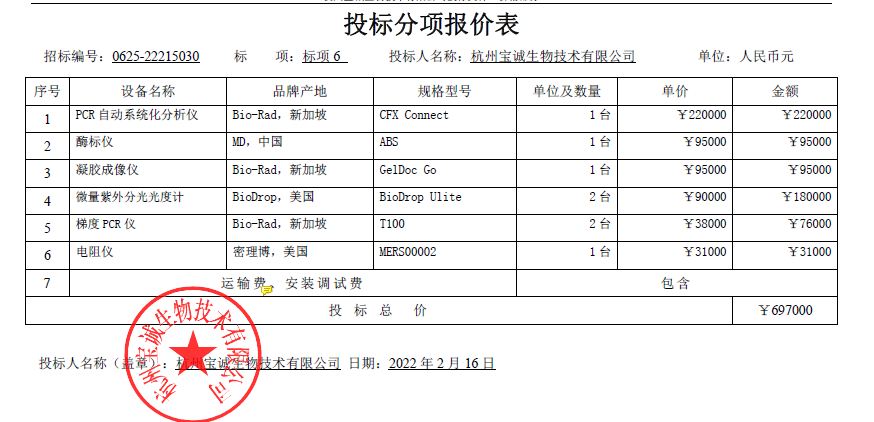 投标分项报价表
招标编号：0625-22215030 标 项：标项 6 投标人名称：杭州宝诚生物技术有限公司 单位：人民币元
序号 设备名称 品牌产地 规格型号 单位及数量 单价 金额
1 PCR 自动系统化分析仪 Bio-Rad，新加坡 CFX Connect 1 台 ￥220000 ￥220000
2 酶标仪 MD，中国 ABS 1 台 ￥95000 ￥95000
3 凝胶成像仪 Bio-Rad，新加坡 GelDoc Go 1 台 ￥95000 ￥95000
4 微量紫外分光光度计 BioDrop，美国 BioDrop Ulite 2 台 ￥90000 ￥180000
5 梯度 PCR 仪 Bio-Rad，新加坡 T100 2 台 ￥38000 ￥76000
6 电阻仪 密理博，美国 MERS00002 1 台 ￥31000 ￥31000
7 运输费、安装调试费 包含
投 标 总 价 ￥697000
投标人名称（盖章）：杭州宝诚生物技术有限公司 日期：2022 年 2 月 16 日
杭州宝诚生物技术有限公司